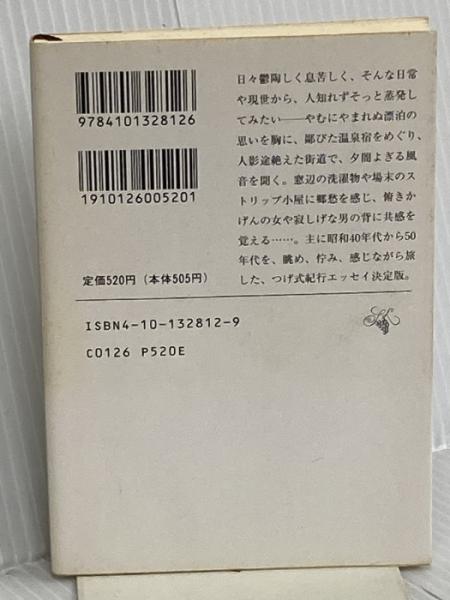 9784101328126
1910126005201
定価520円（本体505円）
ISBN4-10-132812-9
C0126 P520E
日々鬱陶しく息苦しく、そんな日常
や現世から、人知れずそっと蒸発し
てみたい――やむにやまれぬ漂泊の
思いを胸に、鄙びた温泉宿をめぐり、
人影途絶えた街道で、夕闇よぎる風
音を聞く。窓辺の洗濯物や場末のス
トリップ小屋に郷愁を感じ、俯きか
げんの女や寂しげな男の背に共感を
覚える……。主に昭和40年代から50
年代を、眺め、佇み、感じながら旅
した、つげ式紀行エッセイ決定版。